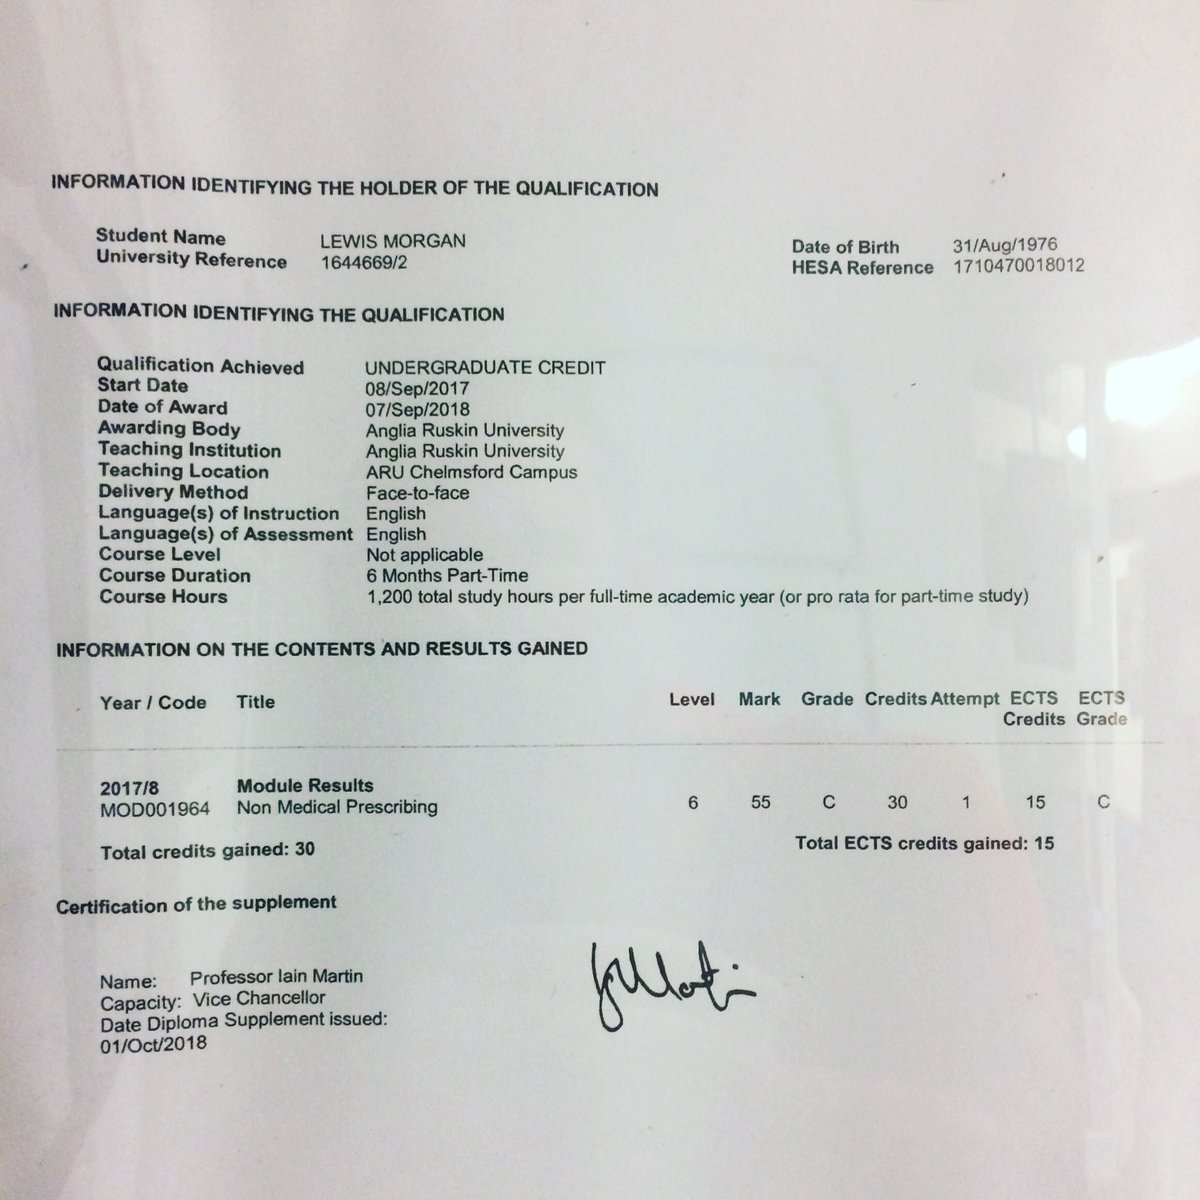 INFORMATION IDENTIFYING THE HOLDER OF THE QUALIFICATION
Student Name LEWIS MORGAN Date of Birth 31/Aug/1976
University Reference 1644669/2 HESA Reference 1710470018012
INFORMATION IDENTIFYING THE QUALIFICATION
Qualification Achieved UNDERGRADUATE CREDIT
Start Date 08/Sep/2017
Date of Award 07/Sep/2018
Awarding Body Anglia Ruskin University
Teaching Institution Anglia Ruskin University
Teaching Location ARU Chelmsford Campus
Delivery Method Face-to-face
Language(s) of Instruction English
Language(s) of Assessment English
Course Level Not applicable
Course Duration 6 Months Part-Time
Course Hours 1,200 total study hours per full-time academic year (or pro rata for part-time study)
INFORMATION ON THE CONTENTS AND RESULTS GAINED
Year / Code Title Level Mark Grade Credits Attempt ECTS ECTS
Credits Grade
2017/8 Module Results
MOD001964 Non Medical Prescribing 6 55 C 30 1 15 C
Total credits gained: 30 Total ECTS credits gained: 15
Certification of the supplement
Name: Professor Iain Martin
Capacity: Vice Chancellor
Date Diploma Supplement issued:
01/Oct/2018